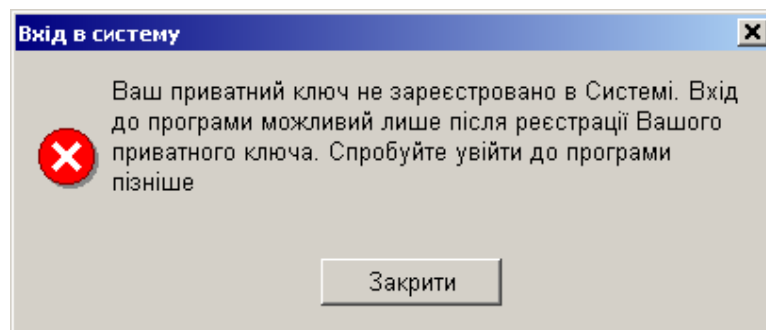 Вхід в систему
Ваш приватний ключ не зареєстровано в Системі. Вхід
до програми можливий лише після реєстрації Вашого
приватного ключа. Спробуйте увійти до програми
пізніше
Закрити